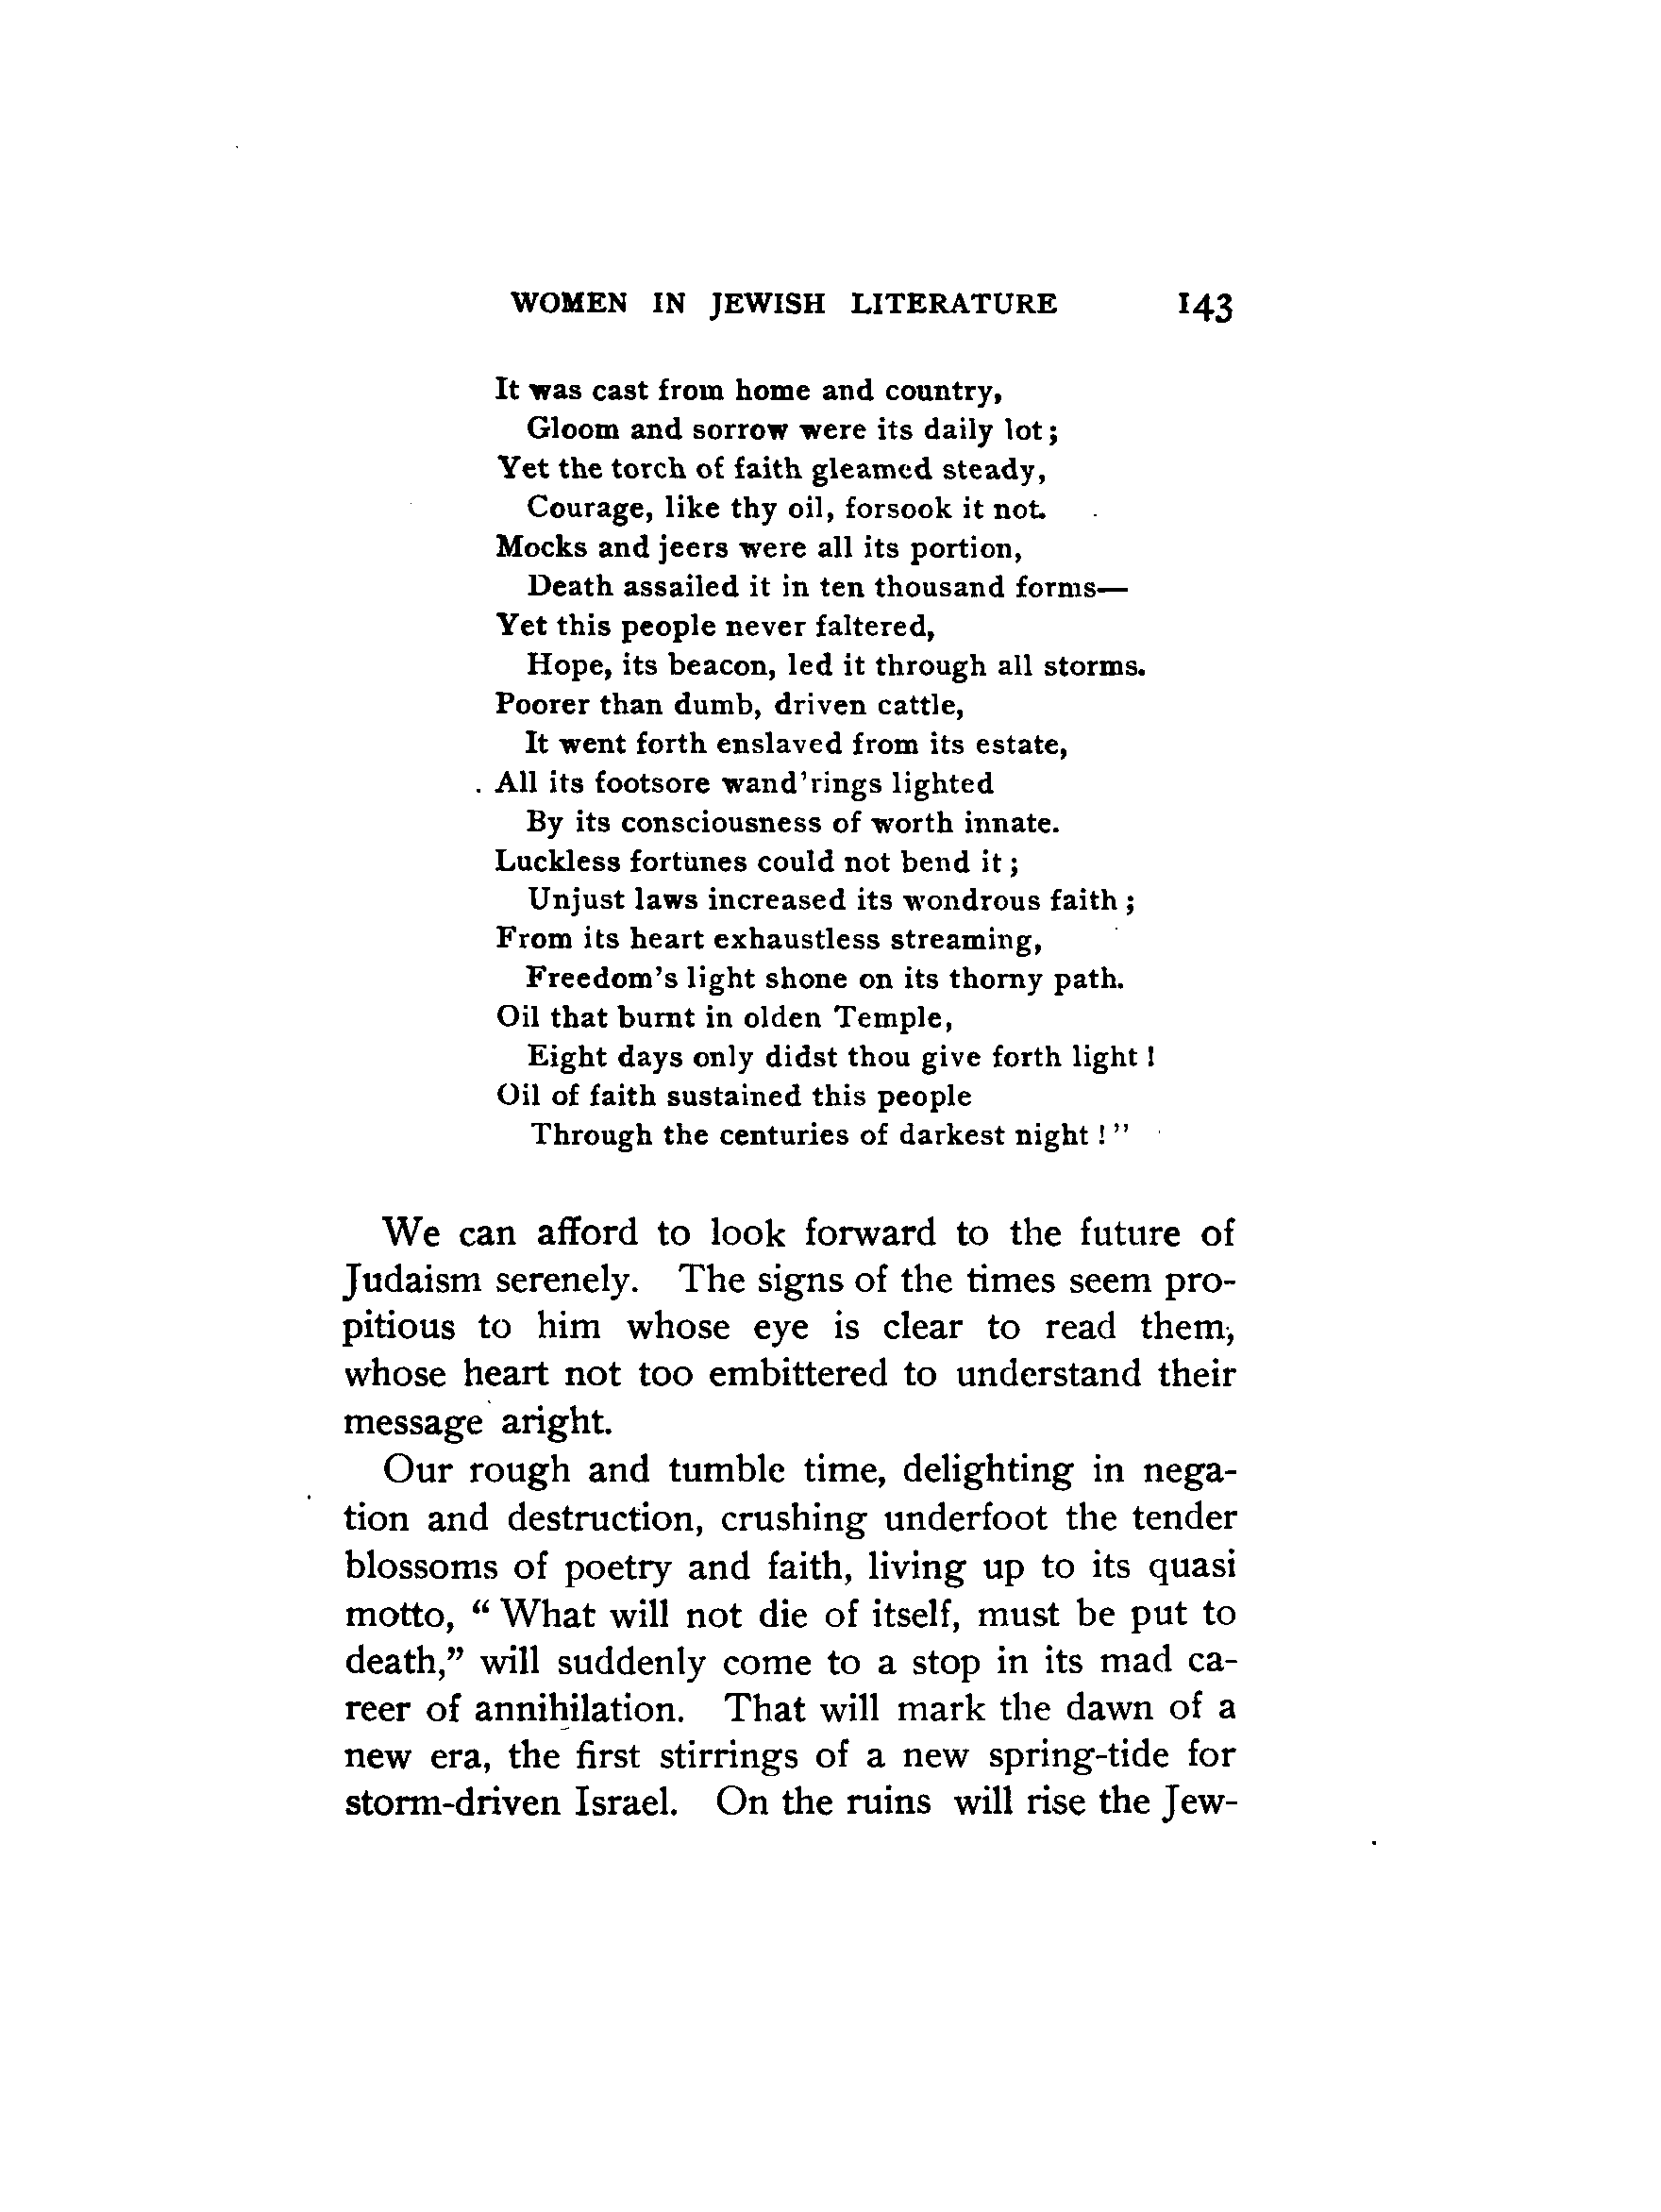 WOMEN IN JEWISH LITERATURE 143
It was cast from home and country,
Gloom and sorrow were its daily lot;
Yet the torch of faith gleamed steady,
Courage, like thy oil, forsook it not.
Mocks and jeers were all its portion,
Death assailed it in ten thousand forms—
Yet this people never faltered,
Hope, its beacon, led it through all storms.
Poorer than dumb, driven cattle,
It went forth enslaved from its estate,
All its footsore wand'rings lighted
By its consciousness of worth innate.
Luckless fortunes could not bend it;
Unjust laws increased its wondrous faith;
From its heart exhaustless streaming,
Freedom's light shone on its thorny path.
Oil that burnt in olden Temple,
Eight days only didst thou give forth light!
Oil of faith sustained this people
Through the centuries of darkest night!"
We can afford to look forward to the future of
Judaism serenely. The signs of the times seem pro-
pitious to him whose eye is clear to read them,
whose heart not too embittered to understand their
message aright.
Our rough and tumble time, delighting in nega-
tion and destruction, crushing underfoot the tender
blossoms of poetry and faith, living up to its quasi
motto, "What will not die of itself, must be put to
death," will suddenly come to a stop in its mad ca-
reer of annihilation. That will mark the dawn of a
new era, the first stirrings of a new spring-tide for
storm-driven Israel. On the ruins will rise the Jew-